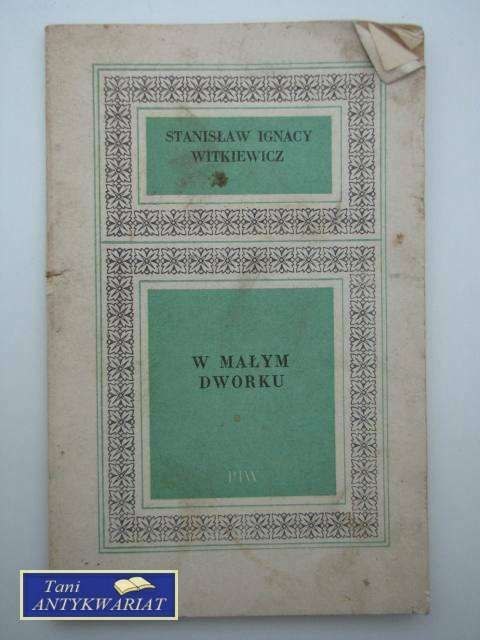 STANISŁAW IGNACY
WITKIEWICZ
W MAŁYM
DWORKU
PIW
Tani
ANTYKWARIAT